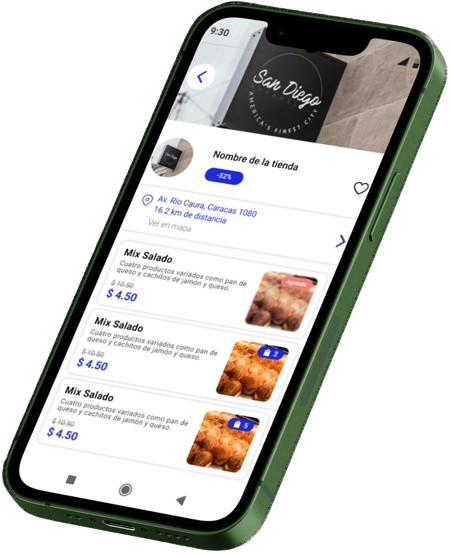 9:30
San Diego
AMERICA'S FINEST CITY
Nombre de la tienda
-52%
Av. Río Caura, Caracas 1080
16,2 km de distancia
Ver en mapa
Mix Salado
Cuatro productos variados como pan de
queso y cachitos de jamón y queso.
$ 10.50
$ 4.50
Agotado
Mix Salado
Cuatro productos variados como pan de
queso y cachitos de jamón y queso.
$ 10.50
$ 4.50
2
Mix Salado
Cuatro productos variados como pan de
queso y cachitos de jamón y queso.
$ 10.50
$ 4.50
5